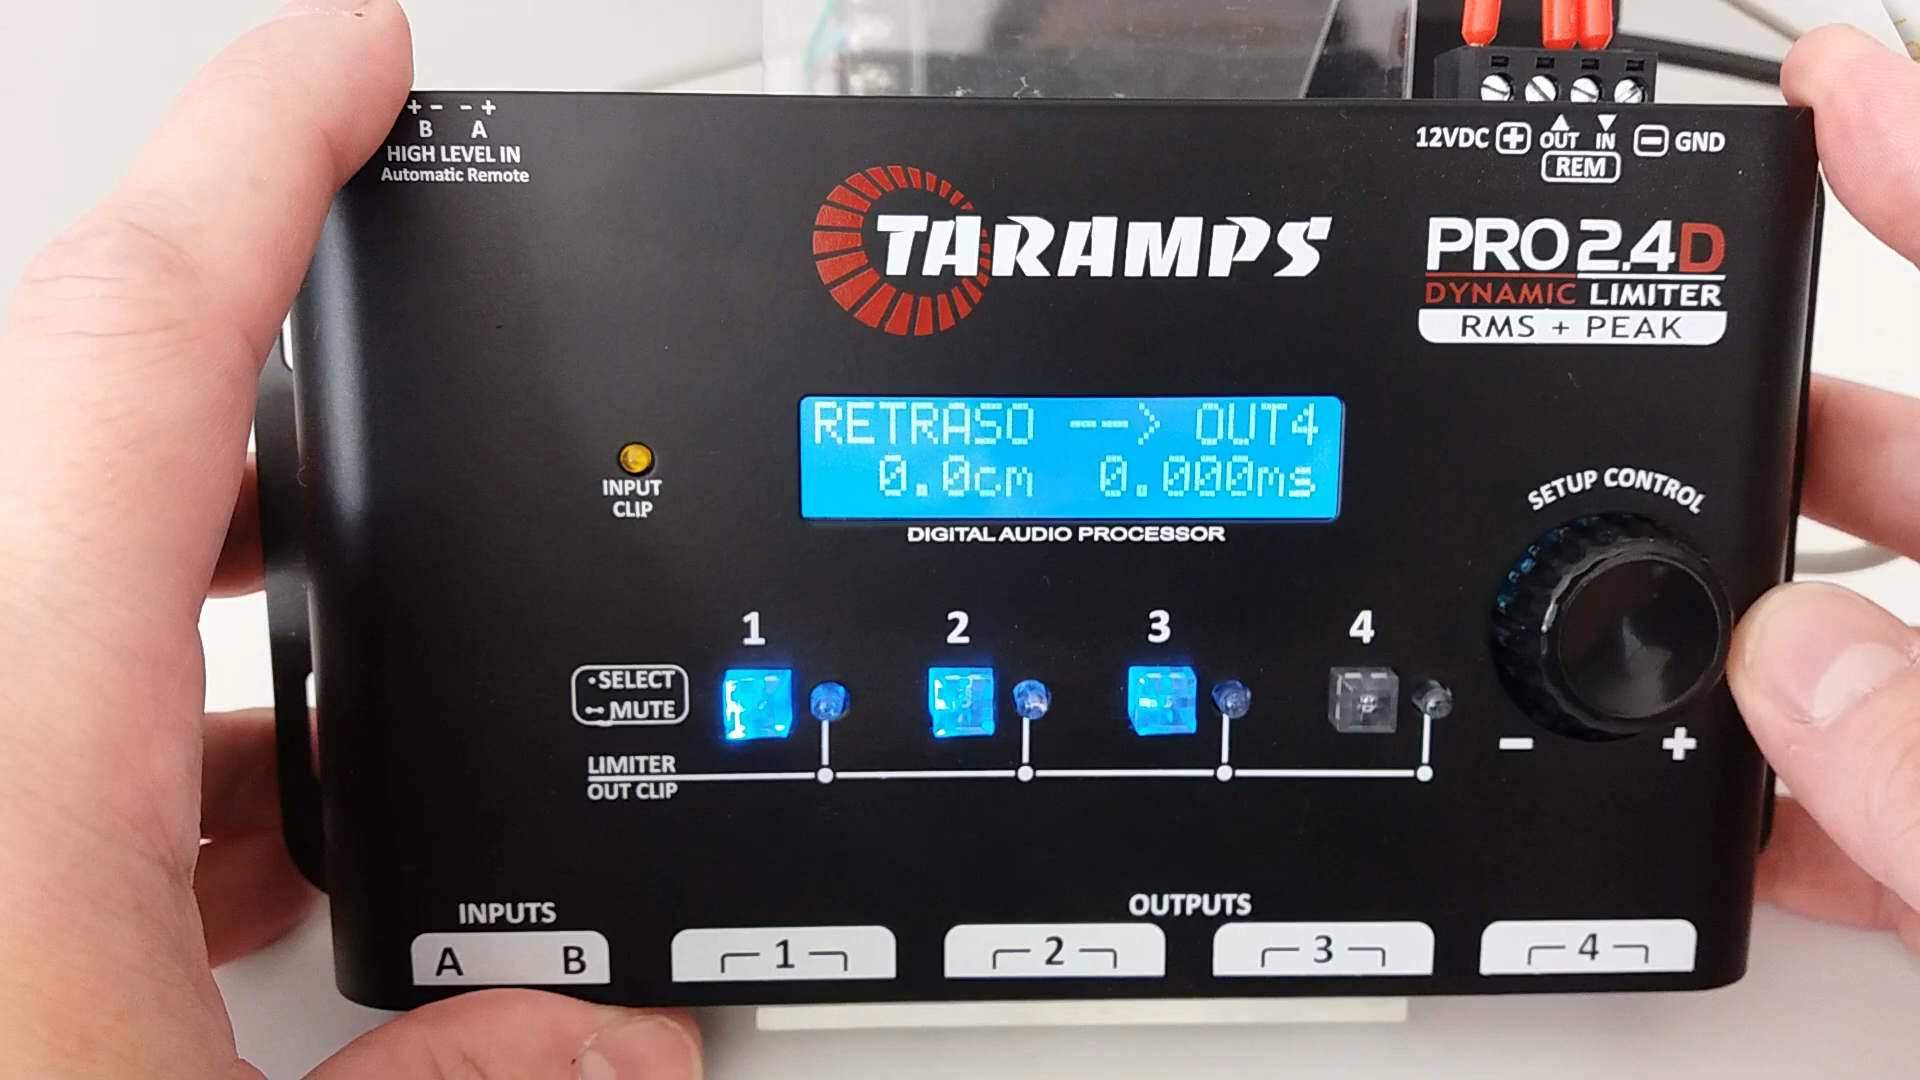 + - - +
B A
HIGH LEVEL IN
Automatic Remote
12VDC + OUT IN - GND
REM
TARAMPS
PRO 2.4D
DYNAMIC LIMITER
RMS + PEAK
RETRASO --> OUT4
0.0cm 0.000ms
DIGITAL AUDIO PROCESSOR
INPUT
CLIP
SETUP CONTROL
- +
1 2 3 4
SELECT
MUTE
LIMITER
OUT CLIP
INPUTS
A B
OUTPUTS
1 2 3 4